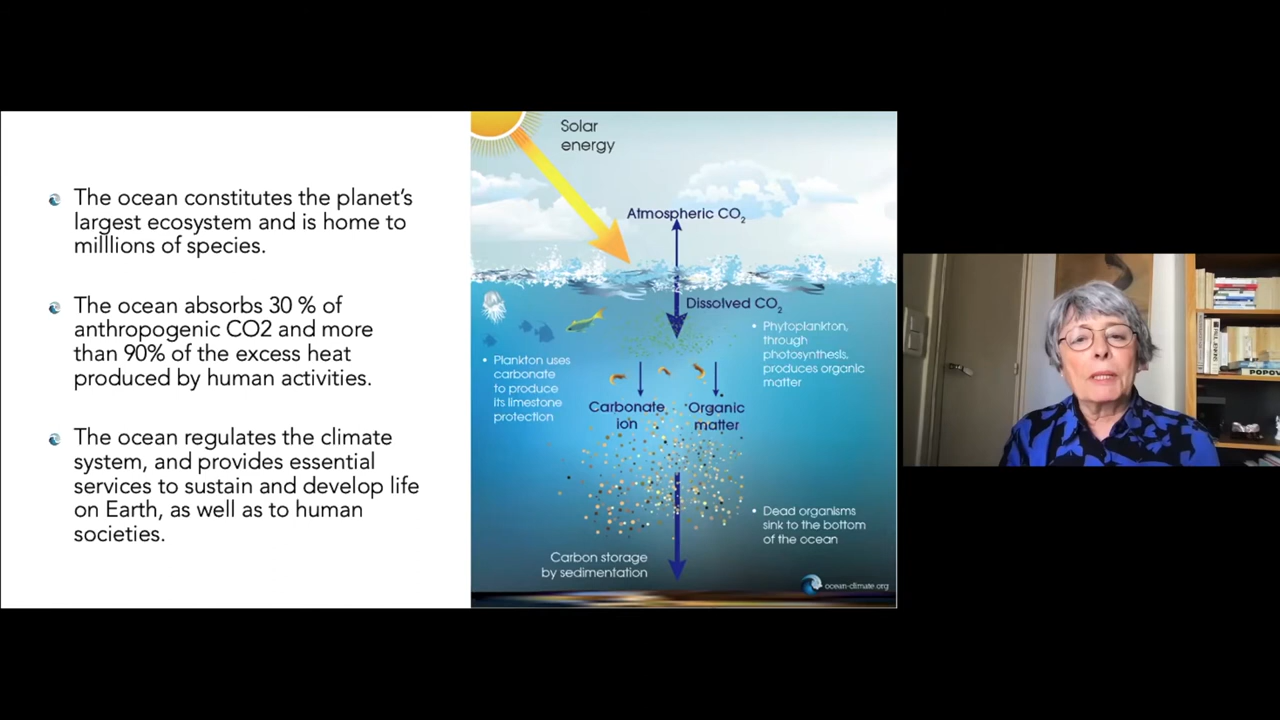 The ocean constitutes the planet's
largest ecosystem and is home to
milllions of species.
The ocean absorbs 30 % of
anthropogenic CO2 and more
than 90% of the excess heat
produced by human activities.
The ocean regulates the climate
system, and provides essential
services to sustain and develop life
on Earth, as well as to human
societies.
Solar
energy
Atmospheric CO2
Dissolved CO2
• Phytoplankton,
through
photosynthesis,
produces organic
matter
• Plankton uses
carbonate
to produce
its limestone
protection
Carbonate
ion
Organic
matter
• Dead organisms
sink to the bottom
of the ocean
Carbon storage
by sedimentation
ocean-climate.org
POPOV